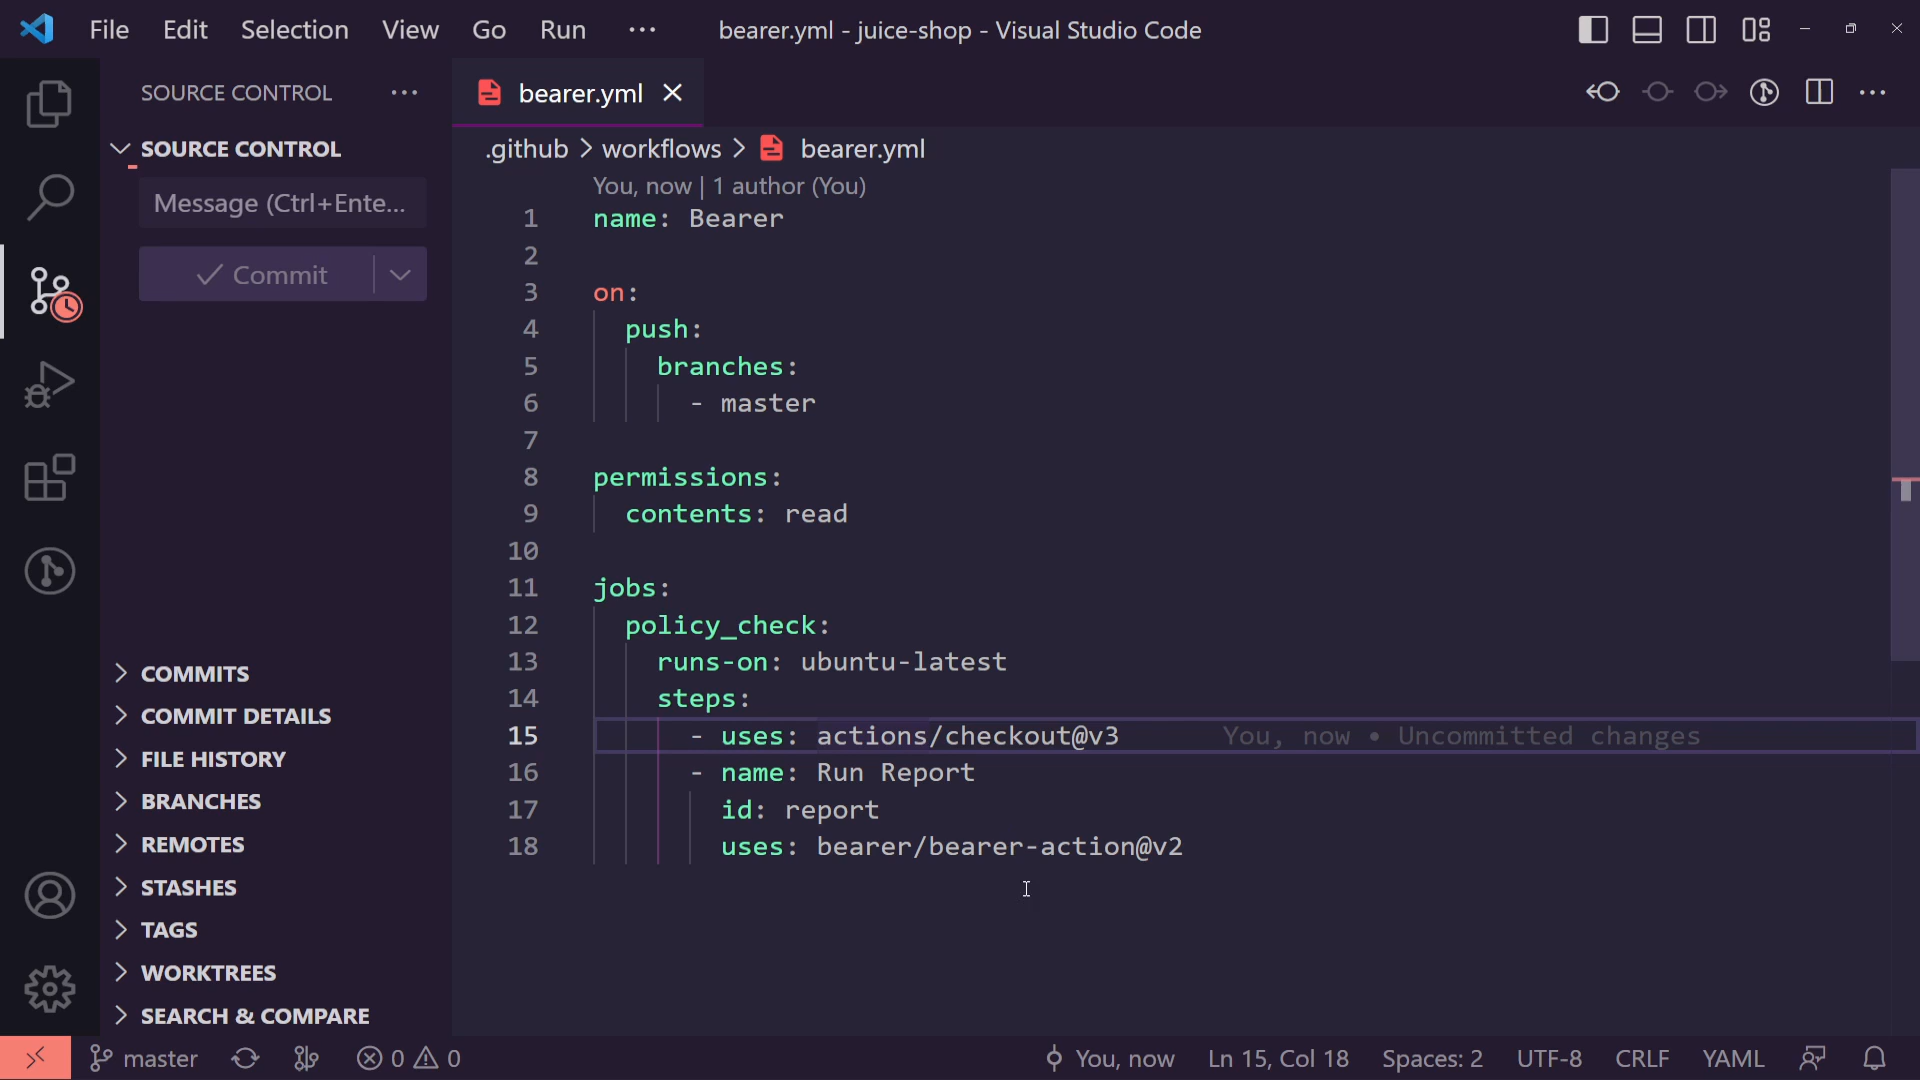 File Edit Selection View Go Run ··· bearer.yml - juice-shop - Visual Studio Code
SOURCE CONTROL ···
SOURCE CONTROL
Message (Ctrl+Ente...
Commit
COMMITS
COMMIT DETAILS
FILE HISTORY
BRANCHES
REMOTES
STASHES
TAGS
WORKTREES
SEARCH & COMPARE
bearer.yml
.github > workflows > bearer.yml
You, now | 1 author (You)
1 name: Bearer
2
3 on:
4   push:
5     branches:
6       - master
7
8 permissions:
9   contents: read
10
11 jobs:
12   policy_check:
13     runs-on: ubuntu-latest
14     steps:
15       - uses: actions/checkout@v3 You, now • Uncommitted changes
16       - name: Run Report
17         id: report
18         uses: bearer/bearer-action@v2
master 0 0 You, now Ln 15, Col 18 Spaces: 2 UTF-8 CRLF YAML